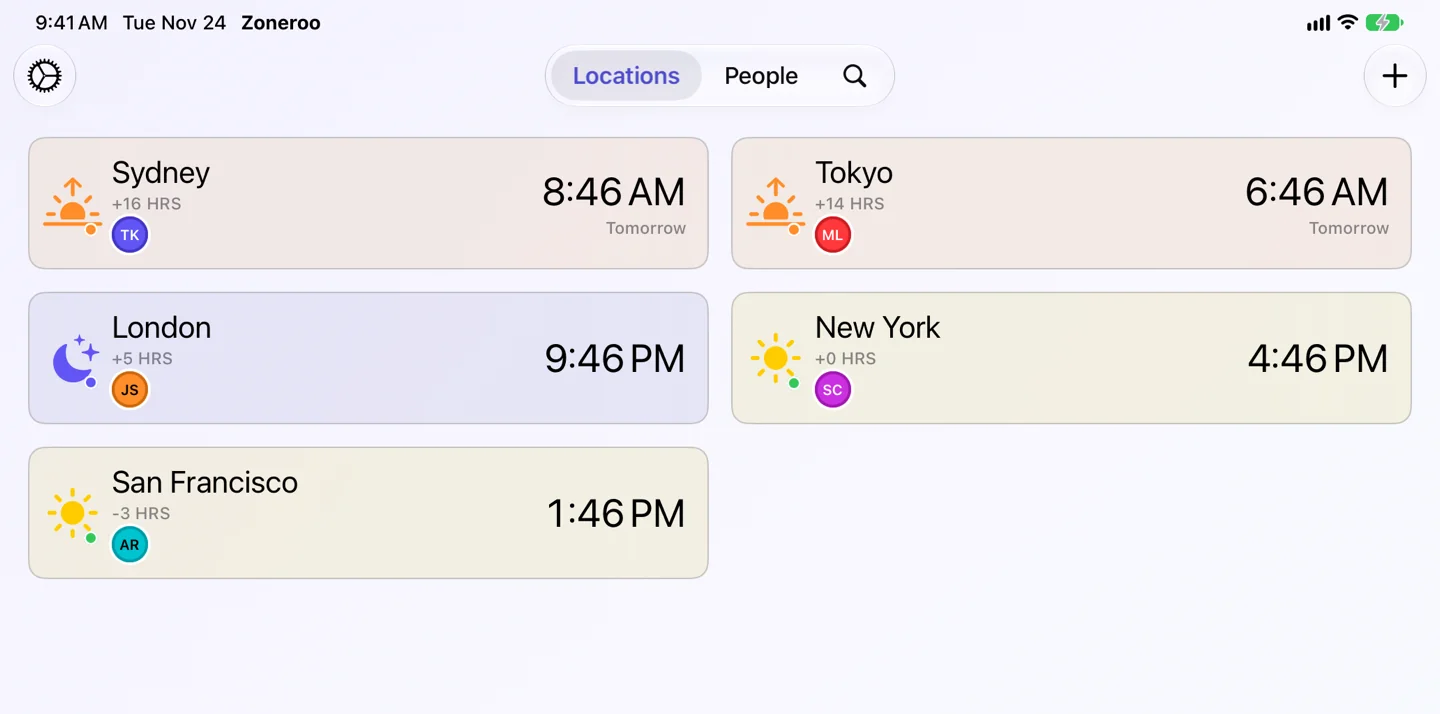 9:41 AM Tue Nov 24 Zoneroo
Locations People
Sydney
+16 HRS
TK
8:46 AM
Tomorrow
Tokyo
+14 HRS
ML
6:46 AM
Tomorrow
London
+5 HRS
JS
9:46 PM
New York
+0 HRS
SC
4:46 PM
San Francisco
-3 HRS
AR
1:46 PM